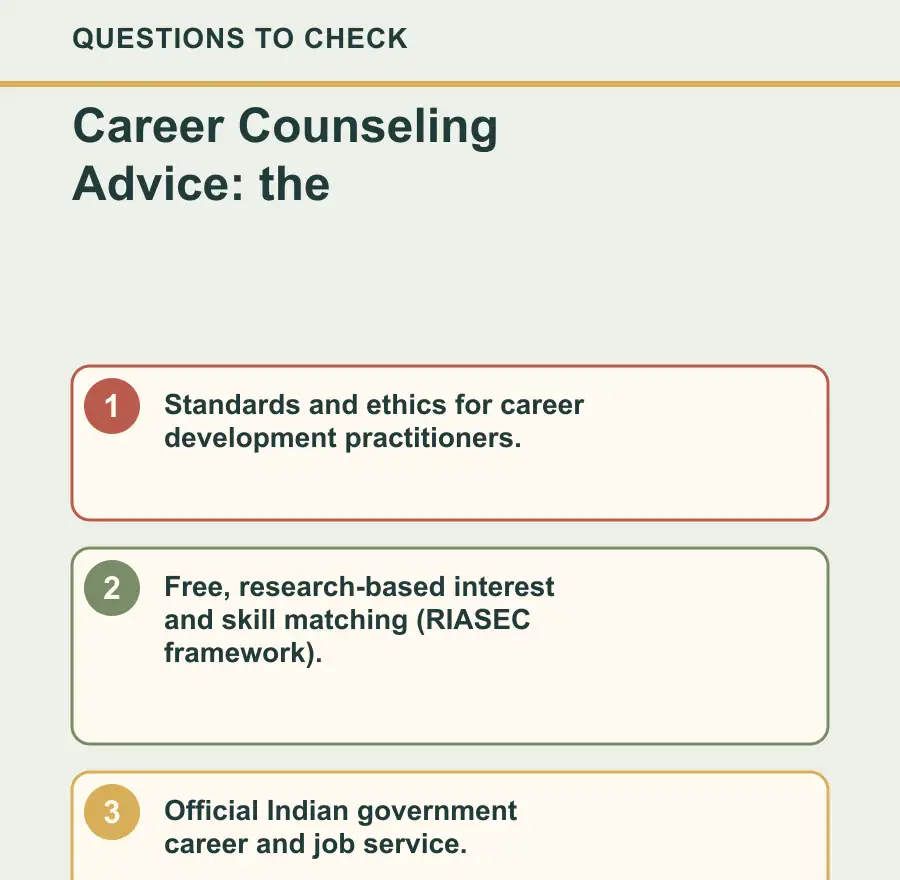 QUESTIONS TO CHECK
Career Counseling
Advice: the
1
Standards and ethics for career
development practitioners.
2
Free, research-based interest
and skill matching (RIASEC
framework).
3
Official Indian government
career and job service.